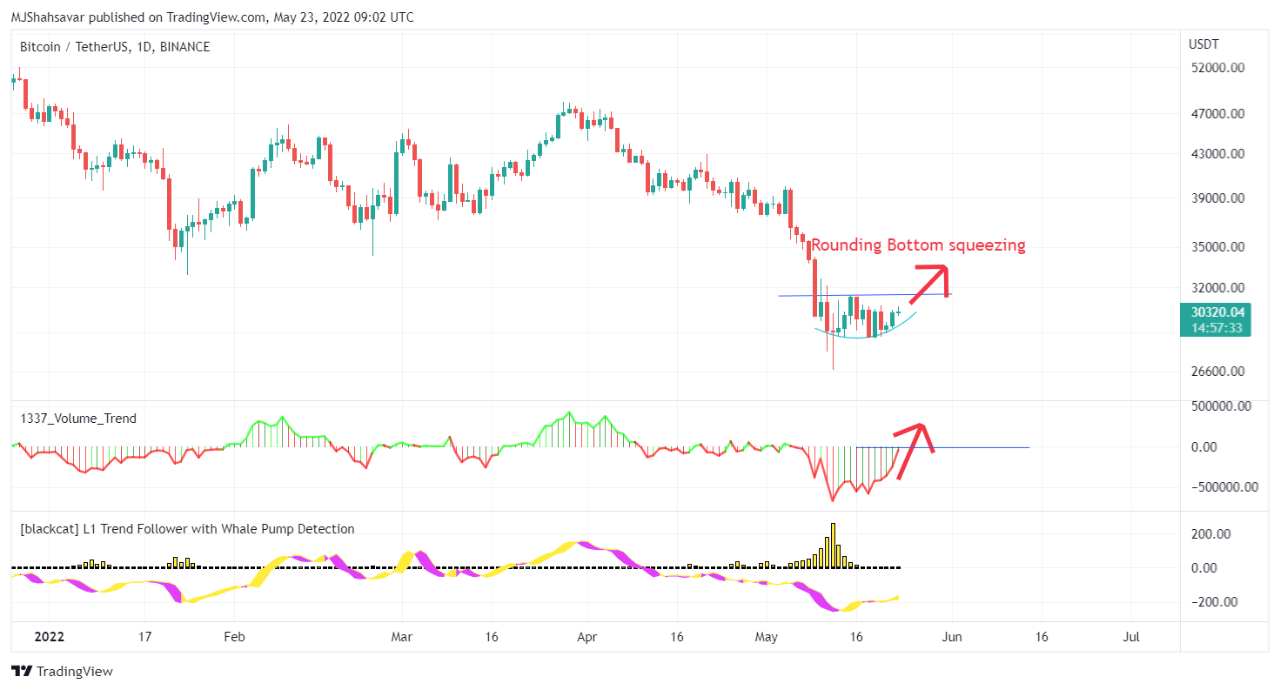 MJShahsavar published on TradingView.com, May 23, 2022 09:02 UTC
Bitcoin / TetherUS, 1D, BINANCE
USDT
52000.00
47000.00
43000.00
39000.00
Rounding Bottom squeezing
35000.00
32000.00
30320.04
14:57:33
26600.00
1337_Volume_Trend
500000.00
0.00
−500000.00
[blackcat] L1 Trend Follower with Whale Pump Detection
200.00
0.00
−200.00
2022 17 Feb Mar 16 Apr 16 May 16 Jun 16 Jul
TradingView